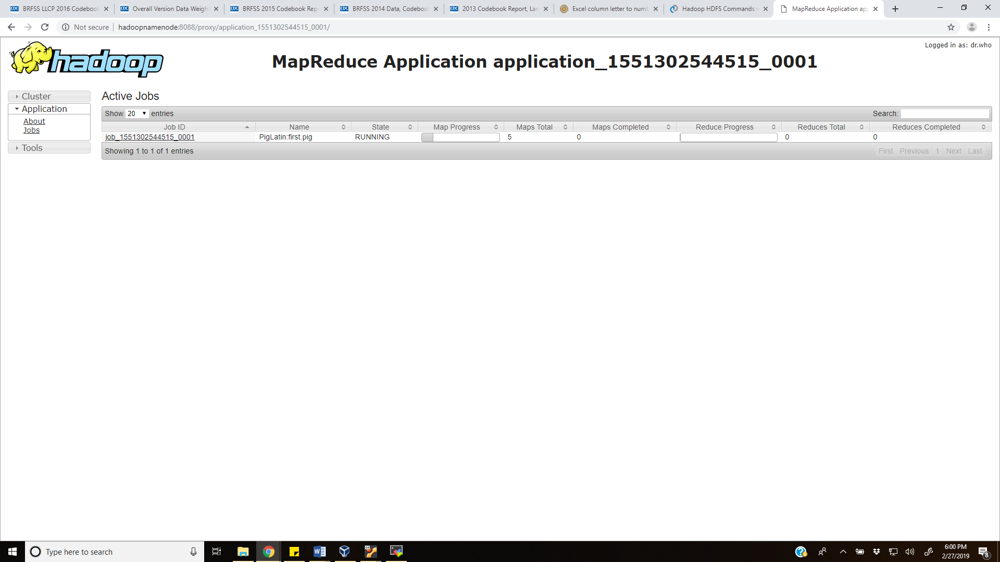 BRFSS LLCP 2016 Codebook
Overall Version Data Weight
BRFSS 2015 Codebook Rep
BRFSS 2014 Data, Codebook
2013 Codebook Report, Lan
Excel column letter to numb
Hadoop HDFS Commands w
MapReduce Application app
Not secure
hadoopnamenode:8088/proxy/application_1551302544515_0001/
hadoop
MapReduce Application application_1551302544515_0001
Logged in as: dr.who
Cluster
Application
About
Jobs
Tools
Active Jobs
Show 20 entries
Search:
Job ID Name State Map Progress Maps Total Maps Completed Reduce Progress Reduces Total Reduces Completed
job_1551302544515_0001 PigLatin:first.pig RUNNING 5 0 0 0
Showing 1 to 1 of 1 entries
First Previous 1 Next Last
Type here to search
6:00 PM
2/27/2019
8